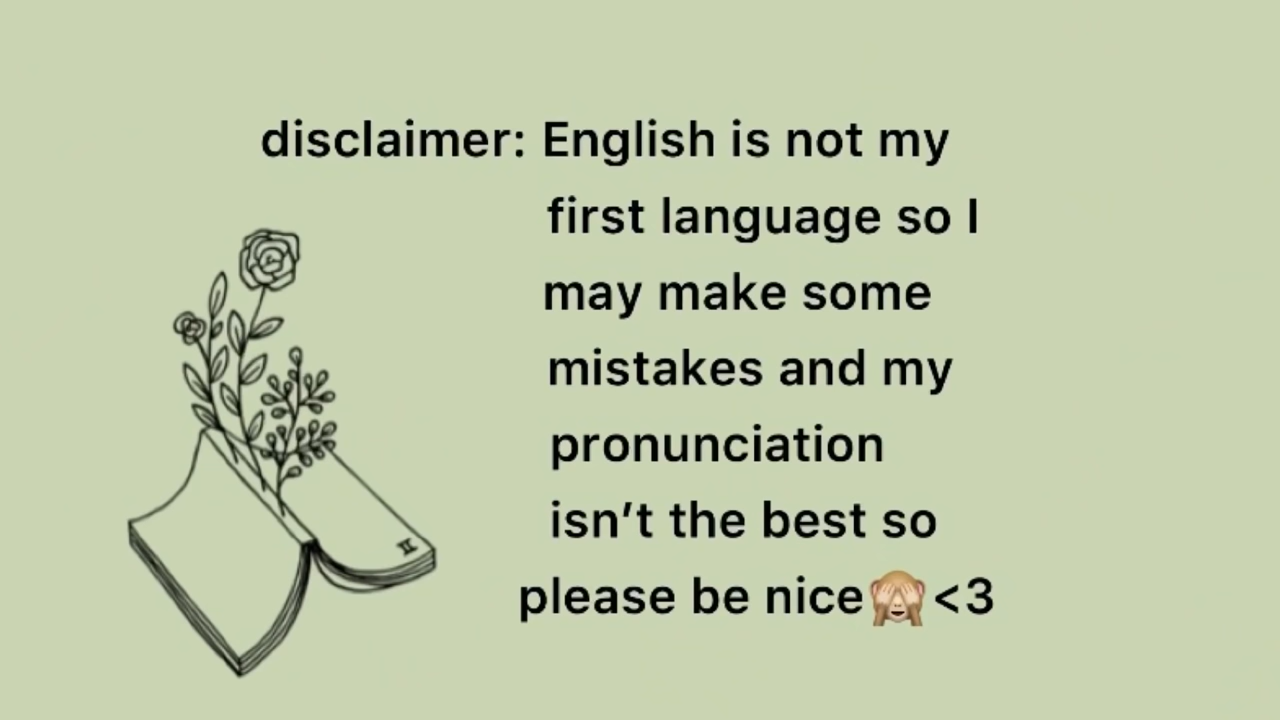 disclaimer: English is not my
first language so I
may make some
mistakes and my
pronunciation
isn’t the best so
please be nice🙈<3
II